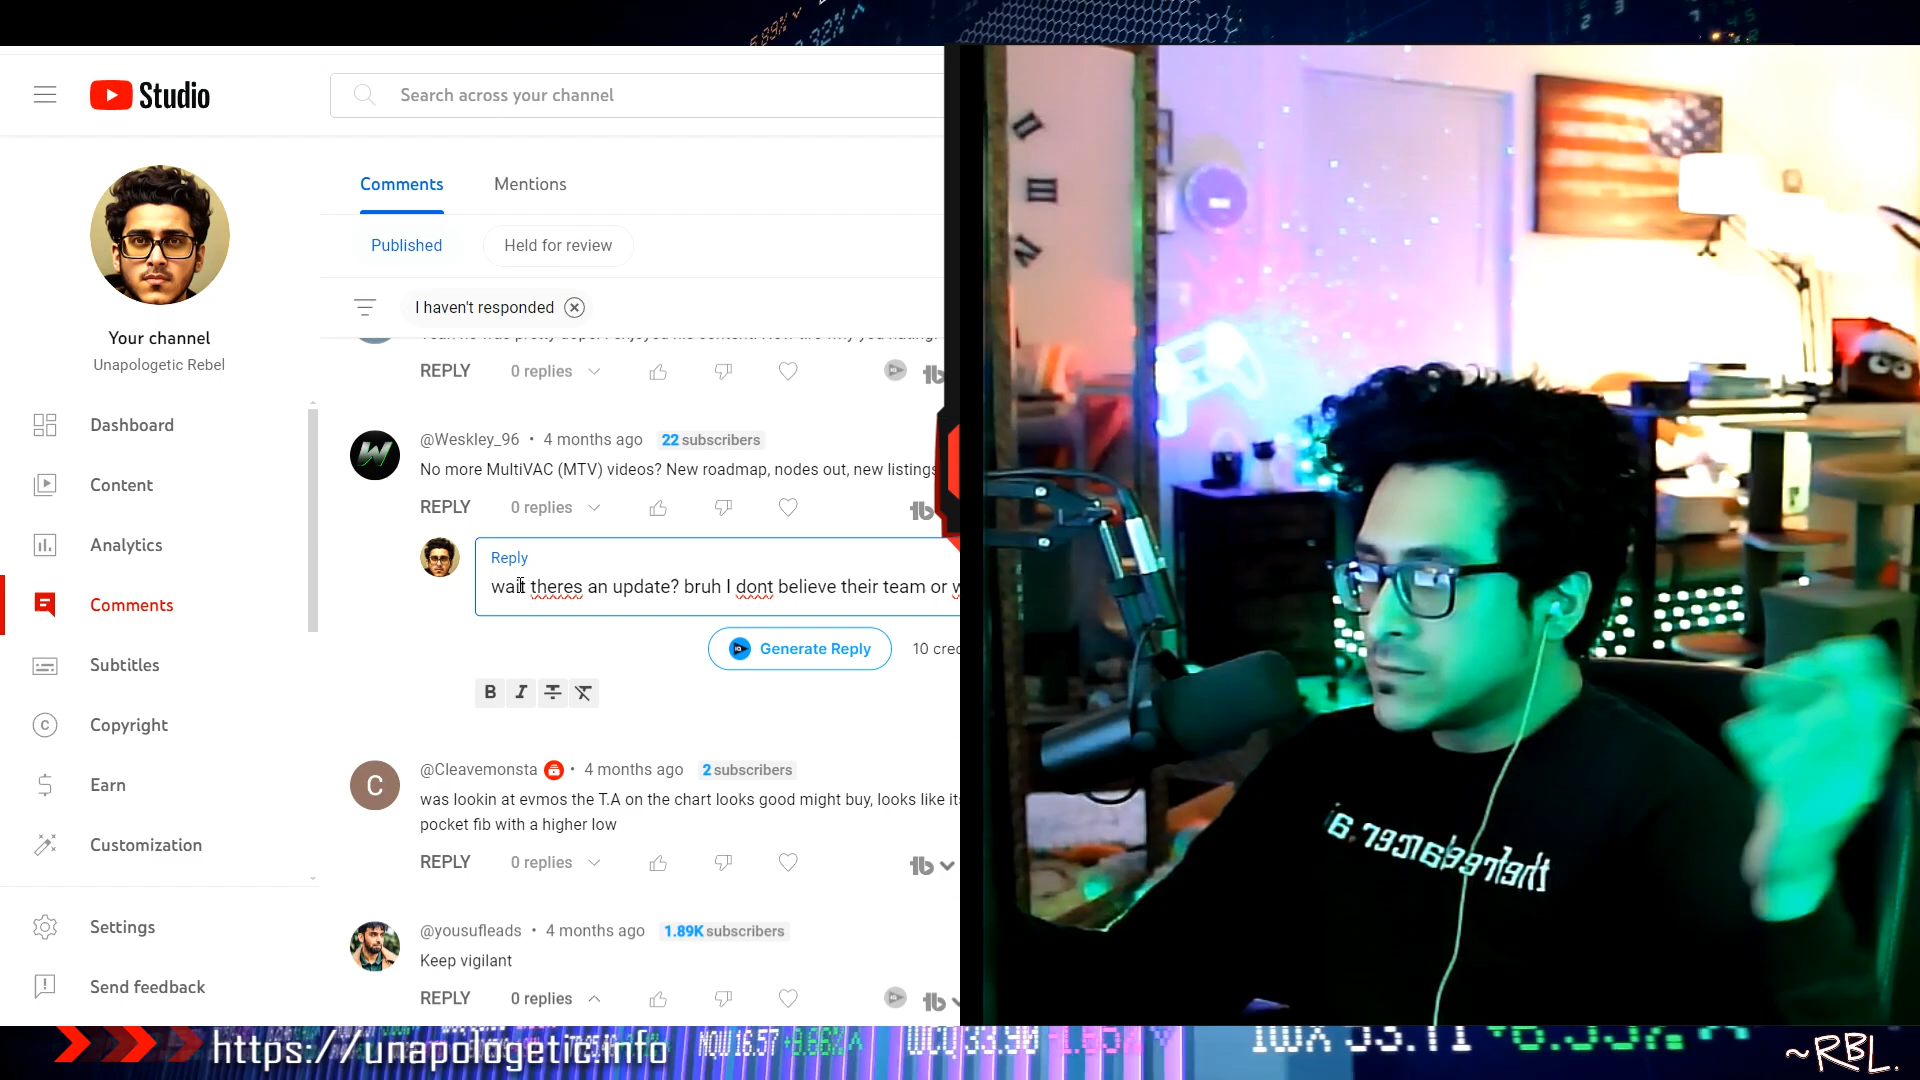 Studio
Search across your channel
Comments
Mentions
Published
Held for review
I haven't responded
Your channel
Unapologetic Rebel
Dashboard
Content
Analytics
Comments
Subtitles
Copyright
Earn
Customization
Settings
Send feedback
REPLY 0 replies
@Weskley_96 • 4 months ago 22 subscribers
No more MultiVAC (MTV) videos? New roadmap, nodes out, new listings
REPLY 0 replies
Reply
wait theres an update? bruh I dont believe their team or
Generate Reply
10
B I
@Cleavemonsta • 4 months ago 2 subscribers
was lookin at evmos the T.A on the chart looks good might buy, looks like
pocket fib with a higher low
REPLY 0 replies
C
@yousufleads • 4 months ago 1.89K subscribers
Keep vigilant
REPLY 0 replies
https://unapologetic.info
~RBL.